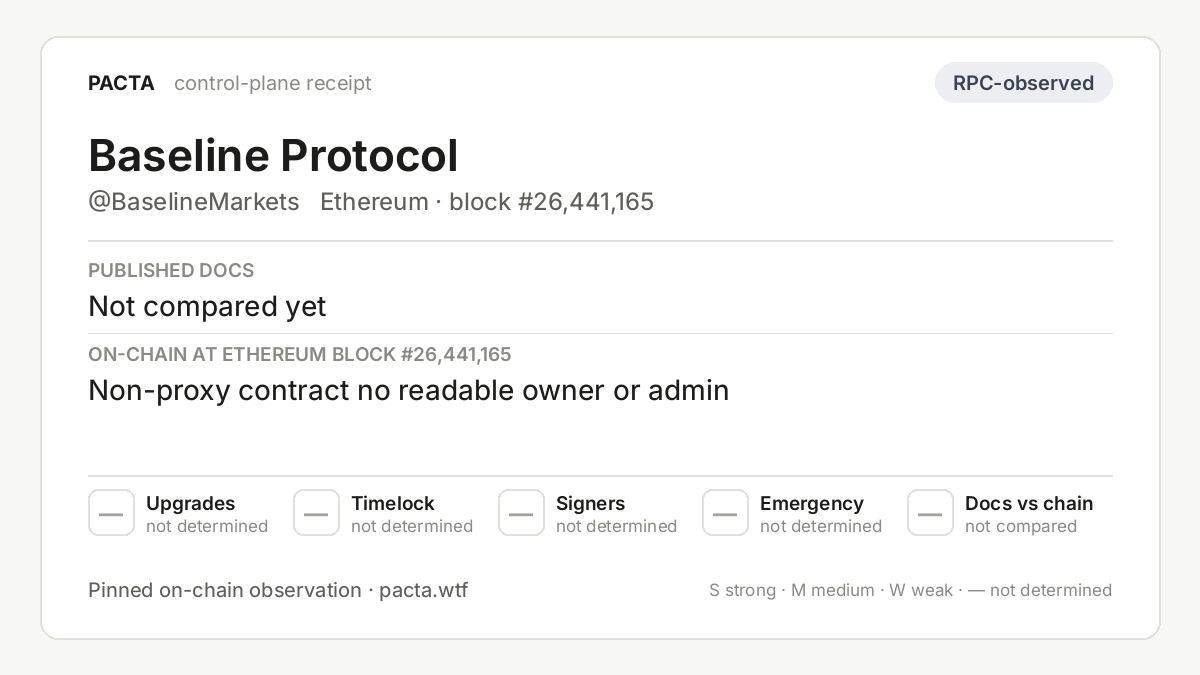 PACTA control-plane receipt RPC-observed
Baseline Protocol
@BaselineMarkets Ethereum · block #26,441,165
PUBLISHED DOCS
Not compared yet
ON-CHAIN AT ETHEREUM BLOCK #26,441,165
Non-proxy contract no readable owner or admin
— Upgrades — Timelock — Signers — Emergency — Docs vs chain
not determined not determined not determined not determined not compared
Pinned on-chain observation · pacta.wtf S strong · M medium · W weak · — not determined